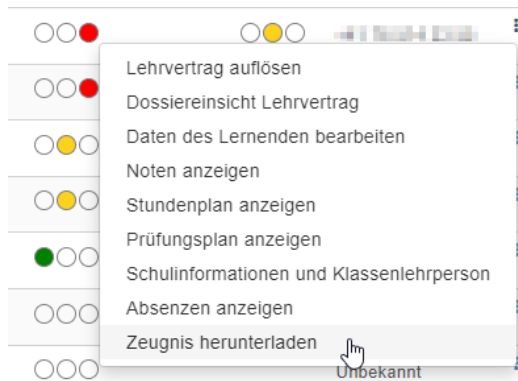 Lehrvertrag auflösen
Dossiereinsicht Lehrvertrag
Daten des Lernenden bearbeiten
Noten anzeigen
Stundenplan anzeigen
Prüfungsplan anzeigen
Schulinformationen und Klassenlehrperson
Absenzen anzeigen
Zeugnis herunterladen
Unbekannt